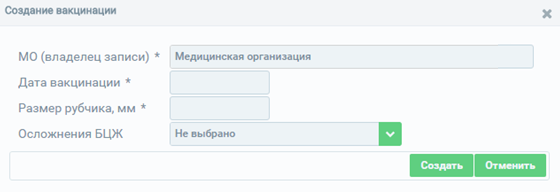 Создание вакцинации
МО (владелец записи) * Медицинская организация
Дата вакцинации *
Размер рубчика, мм *
Осложнения БЦЖ Не выбрано
Создать Отменить